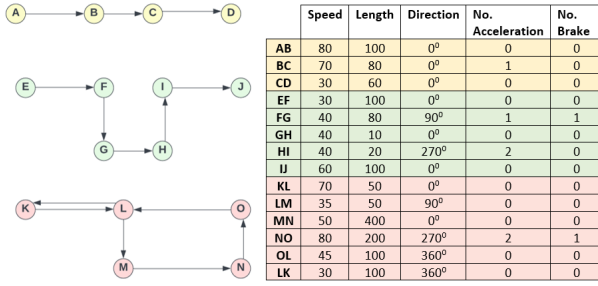 A B C D
E F I J
G H
K L O
M N
Speed Length Direction No. Acceleration No. Brake
AB 80 100 0⁰ 0 0
BC 70 80 0⁰ 1 0
CD 30 60 0⁰ 0 0
EF 30 100 0⁰ 0 0
FG 40 80 90⁰ 1 1
GH 40 10 0⁰ 0 0
HI 40 20 270⁰ 2 0
IJ 60 100 0⁰ 0 0
KL 70 50 0⁰ 0 0
LM 35 50 90⁰ 0 0
MN 50 400 0⁰ 0 0
NO 80 200 270⁰ 2 1
OL 45 100 360⁰ 0 0
LK 30 100 360⁰ 0 0